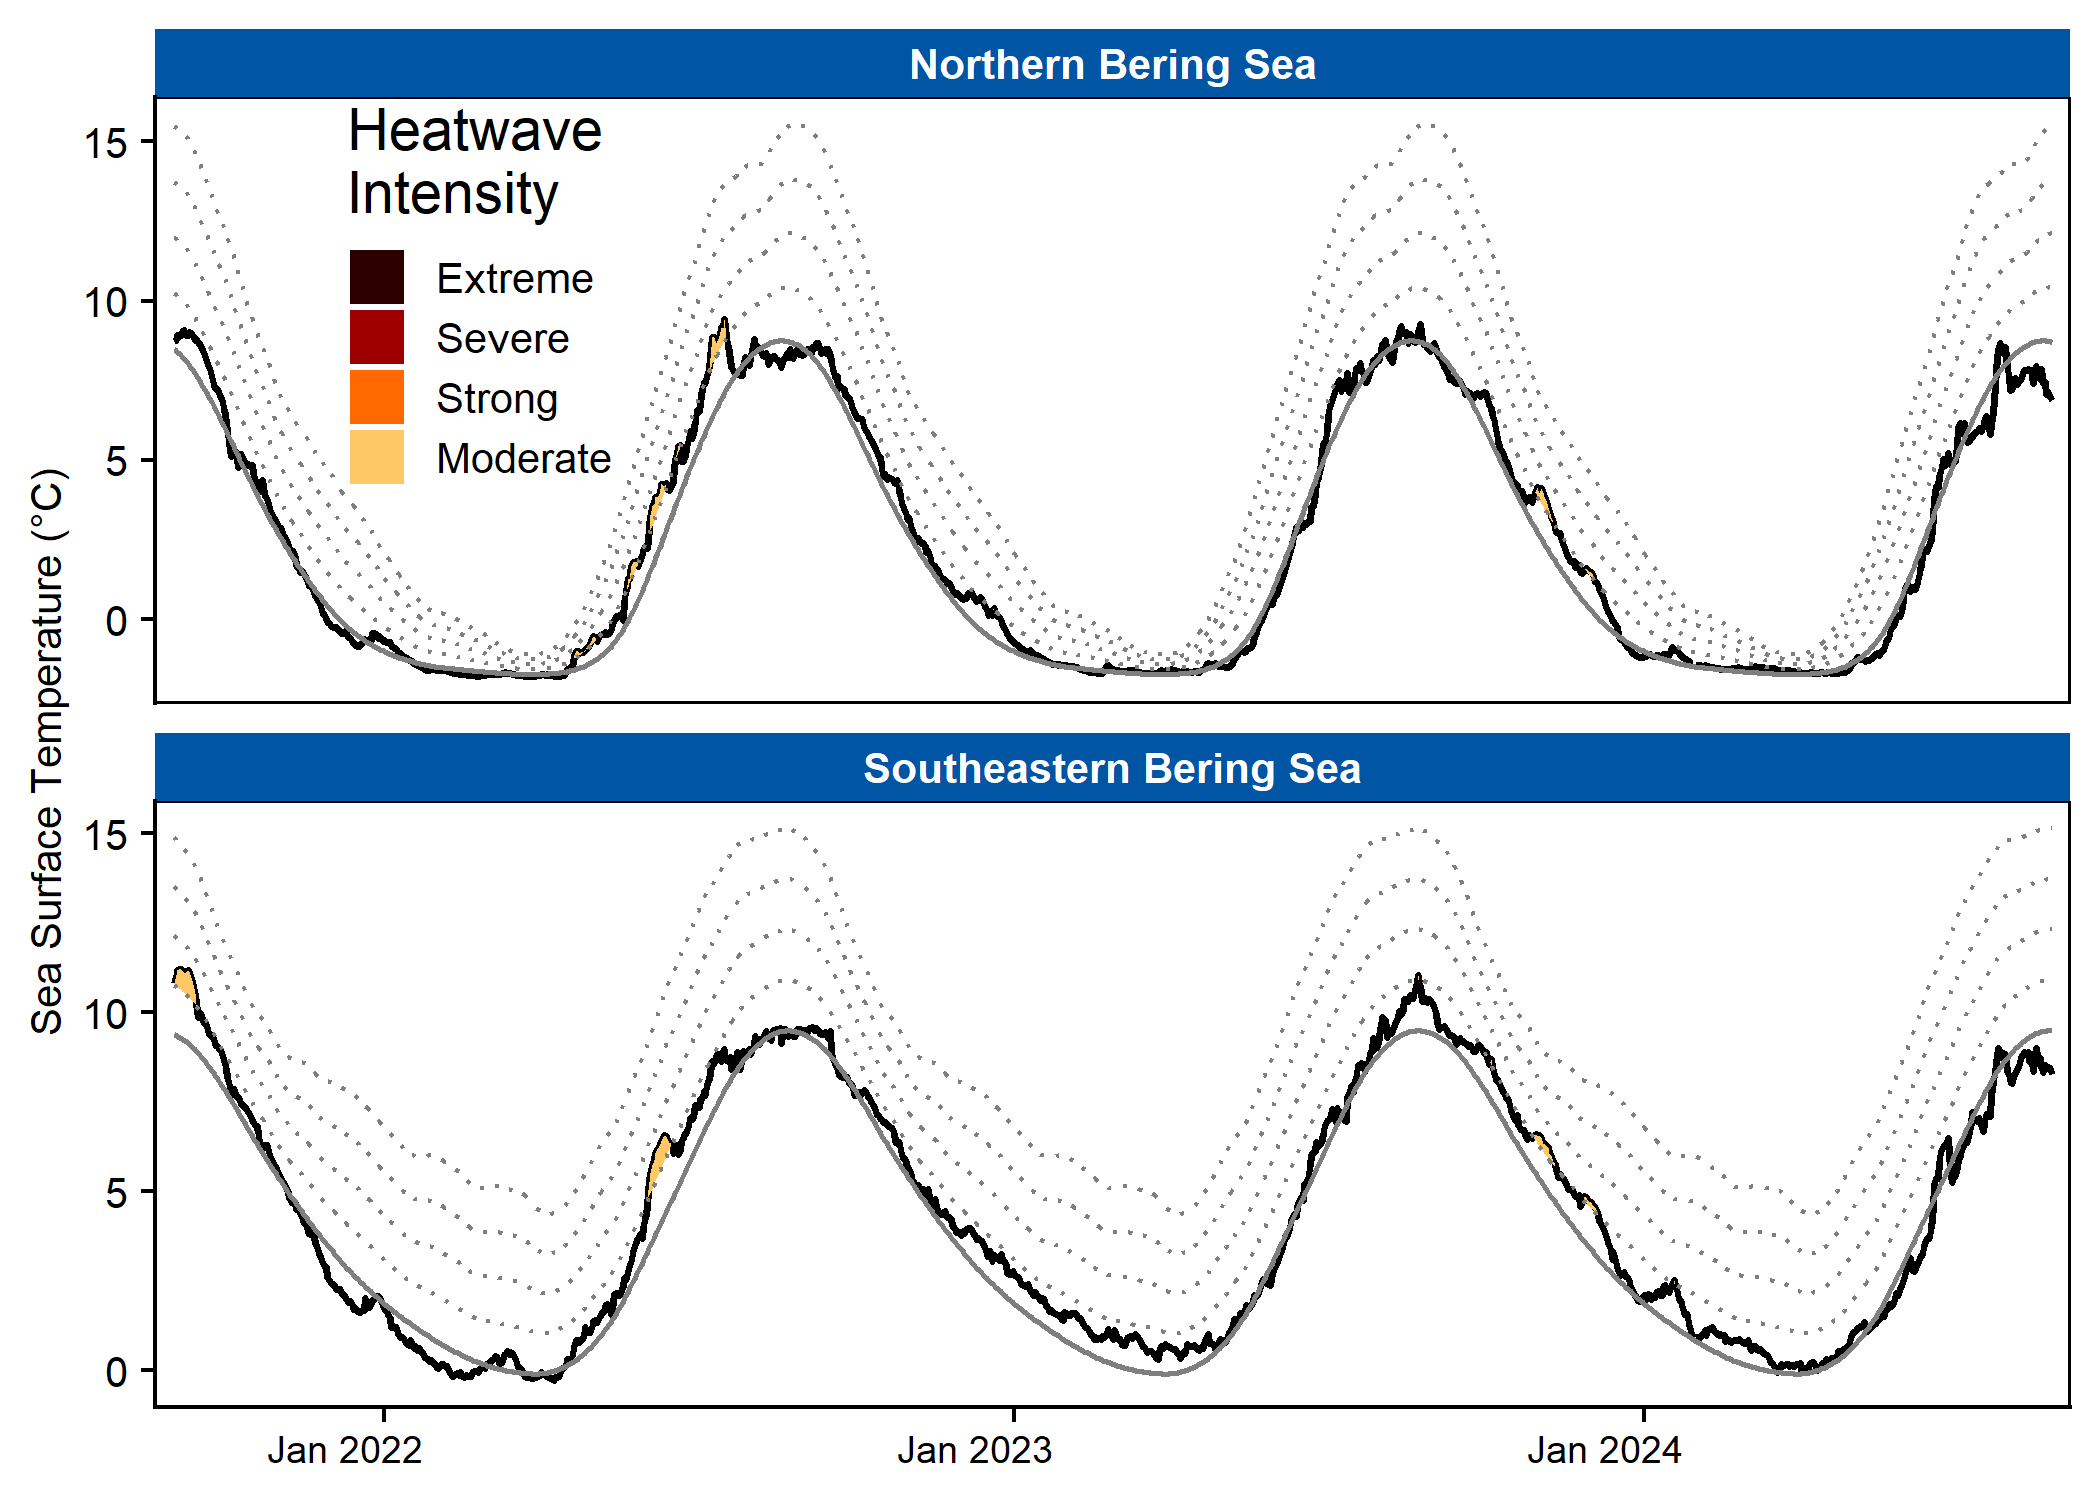 Northern Bering Sea
Heatwave
Intensity
Extreme
Severe
Strong
Moderate
15
10
5
0
Sea Surface Temperature (°C)
Southeastern Bering Sea
15
10
5
0
Jan 2022
Jan 2023
Jan 2024